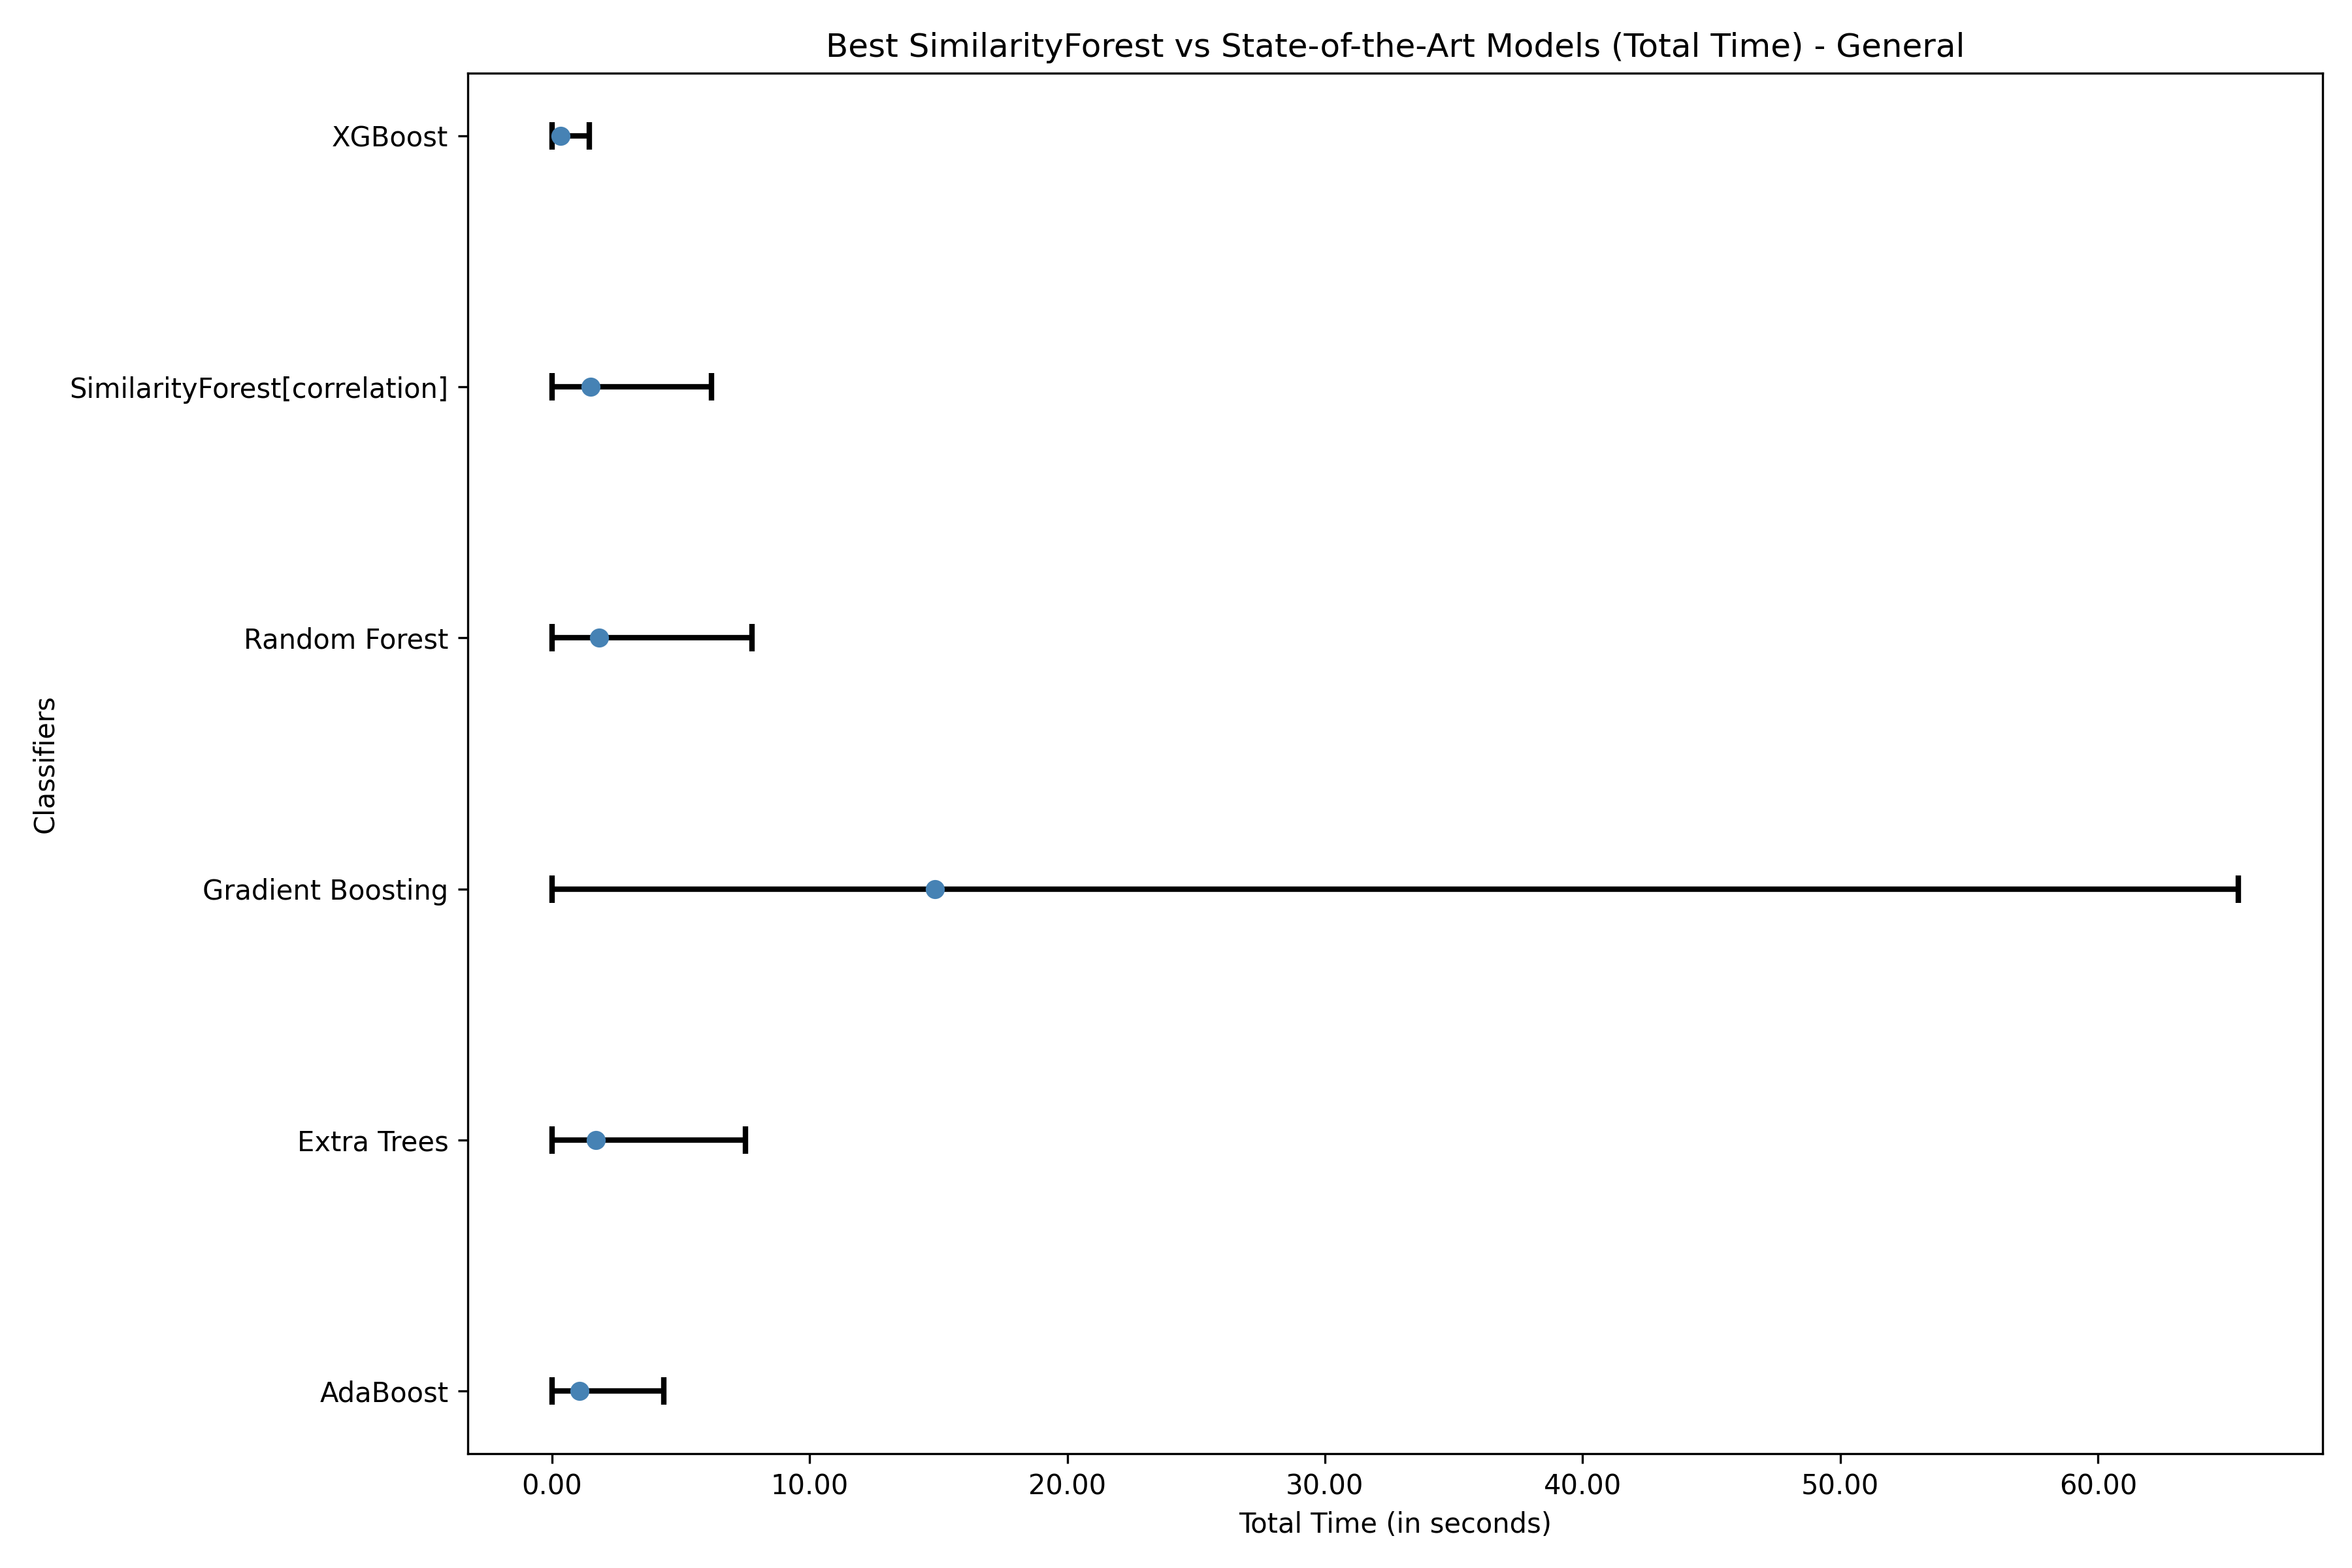 Best SimilarityForest vs State-of-the-Art Models (Total Time) - General
XGBoost
SimilarityForest[correlation]
Random Forest
Gradient Boosting
Extra Trees
AdaBoost
Classifiers
0.00 10.00 20.00 30.00 40.00 50.00 60.00
Total Time (in seconds)